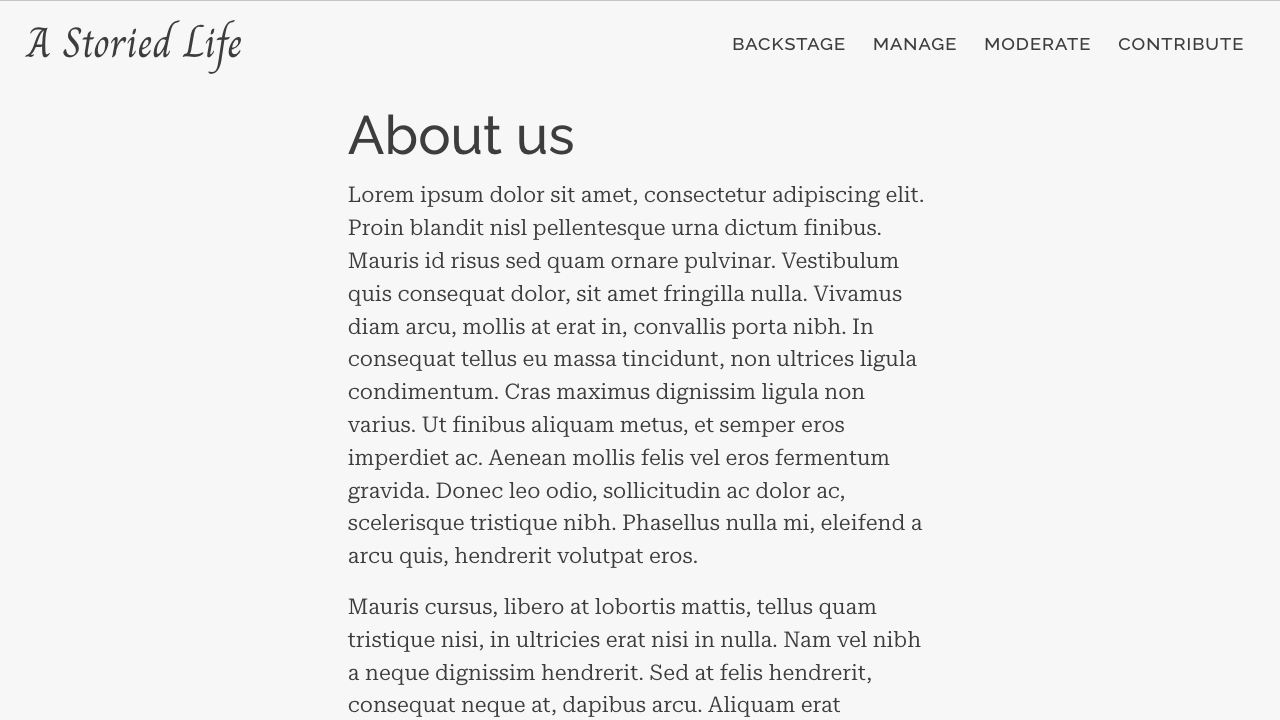 A Storied Life
BACKSTAGE MANAGE MODERATE CONTRIBUTE
About us
Lorem ipsum dolor sit amet, consectetur adipiscing elit.
Proin blandit nisl pellentesque urna dictum finibus.
Mauris id risus sed quam ornare pulvinar. Vestibulum
quis consequat dolor, sit amet fringilla nulla. Vivamus
diam arcu, mollis at erat in, convallis porta nibh. In
consequat tellus eu massa tincidunt, non ultrices ligula
condimentum. Cras maximus dignissim ligula non
varius. Ut finibus aliquam metus, et semper eros
imperdiet ac. Aenean mollis felis vel eros fermentum
gravida. Donec leo odio, sollicitudin ac dolor ac,
scelerisque tristique nibh. Phasellus nulla mi, eleifend a
arcu quis, hendrerit volutpat eros.
Mauris cursus, libero at lobortis mattis, tellus quam
tristique nisi, in ultricies erat nisi in nulla. Nam vel nibh
a neque dignissim hendrerit. Sed at felis hendrerit,
consequat neque at, dapibus arcu. Aliquam erat